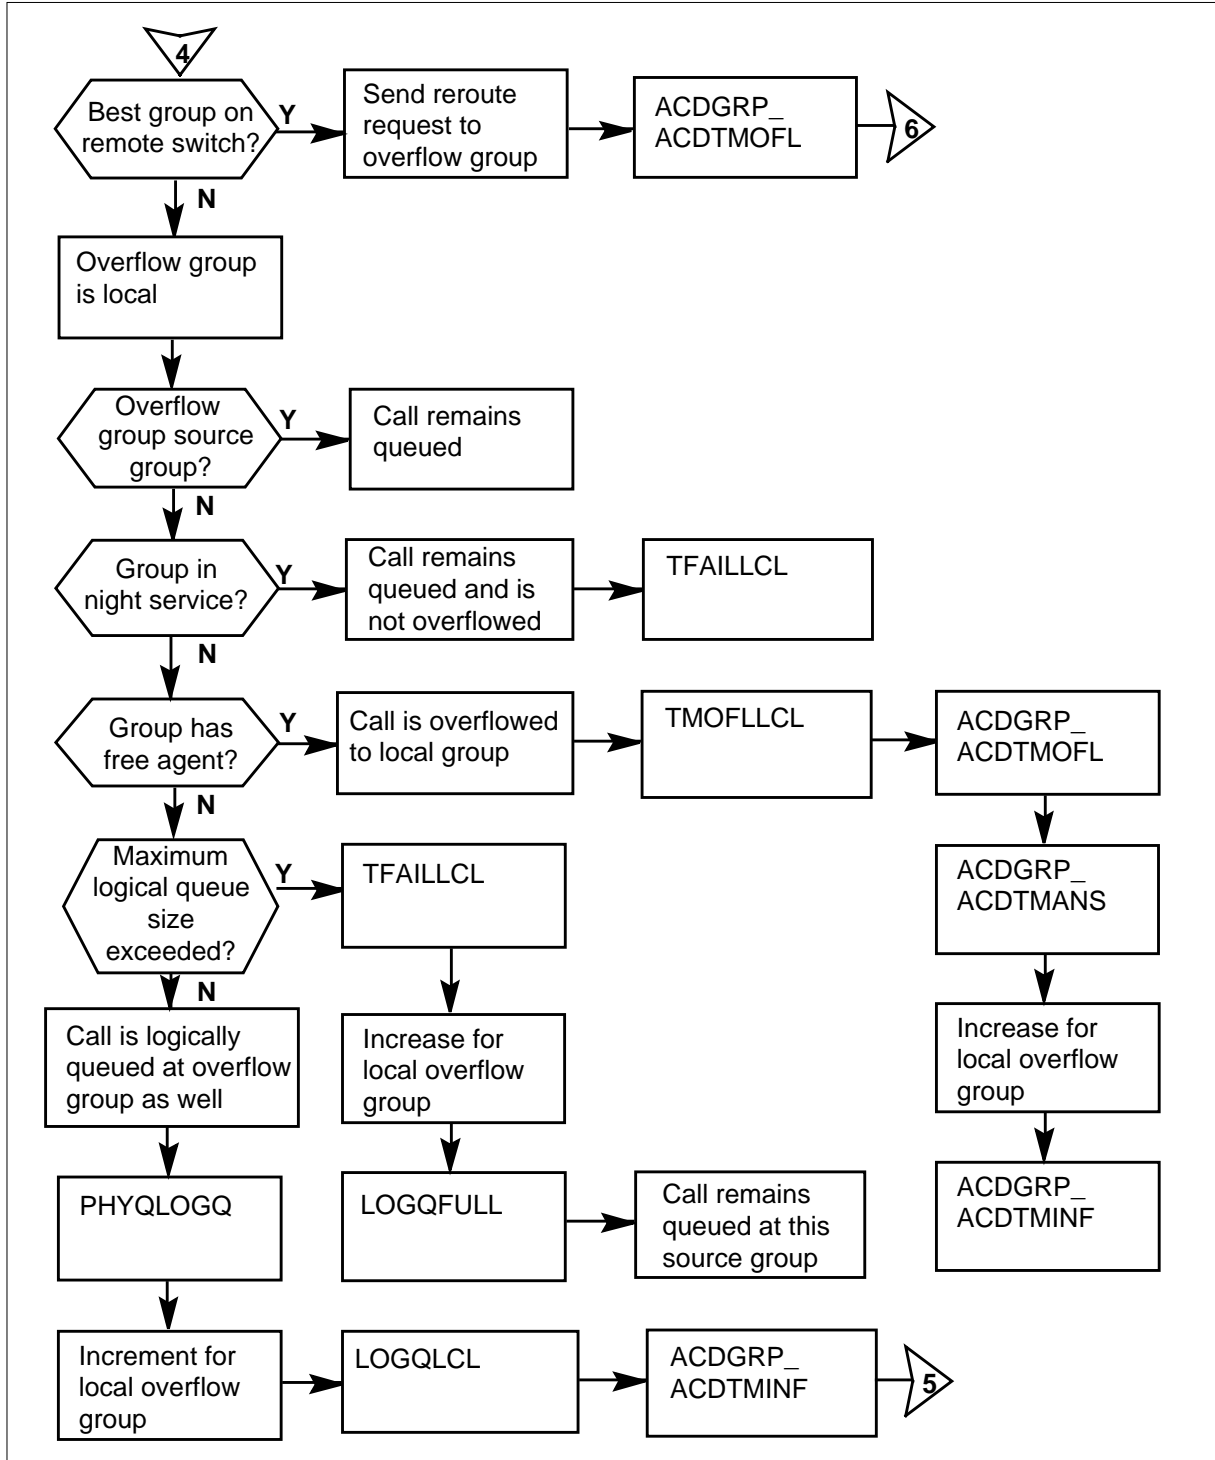 4
Best group on
remote switch?
Y
Send reroute
request to
overflow group
ACDGRP_
ACDTMOFL
6
N
Overflow group
is local
Overflow
group source
group?
Y
Call remains
queued
N
Group in
night service?
Y
Call remains
queued and is
not overflowed
TFAILLCL
N
Group has
free agent?
Y
Call is overflowed
to local group
TMOFLLCL
ACDGRP_
ACDTMOFL
N
Maximum
logical queue
size
exceeded?
Y
TFAILLCL
ACDGRP_
ACDTMANS
N
Call is logically
queued at overflow
group as well
Increase for
local overflow
group
Increase for
local overflow
group
PHYQLOGQ
LOGQFULL
Call remains
queued at this
source group
ACDGRP_
ACDTMINF
Increment for
local overflow
group
LOGQLCL
ACDGRP_
ACDTMINF
5